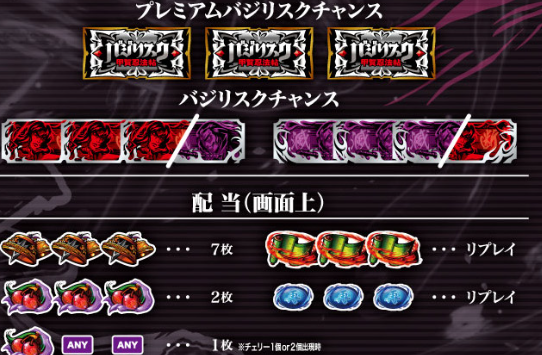 プレミアムバジリスクチャンス
バジリスク 甲賀忍法帖 バジリスク 甲賀忍法帖 バジリスク 甲賀忍法帖
バジリスクチャンス
配当(画面上)
・・・ 7枚 ・・・ リプレイ
・・・ 2枚 ・・・ リプレイ
ANY ANY ・・・ 1枚 ※チェリー1個or2個出現時